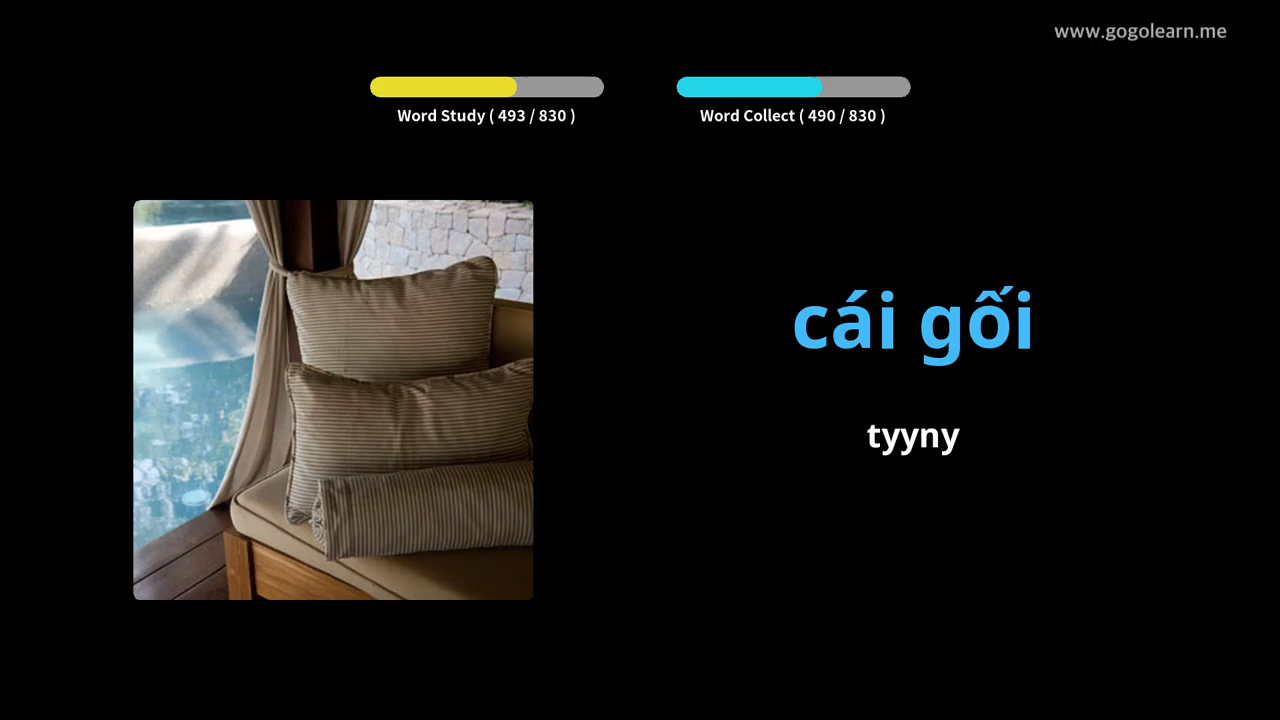 www.gogolearn.me
Word Study ( 493 / 830 )
Word Collect ( 490 / 830 )
cái gối
tyyny